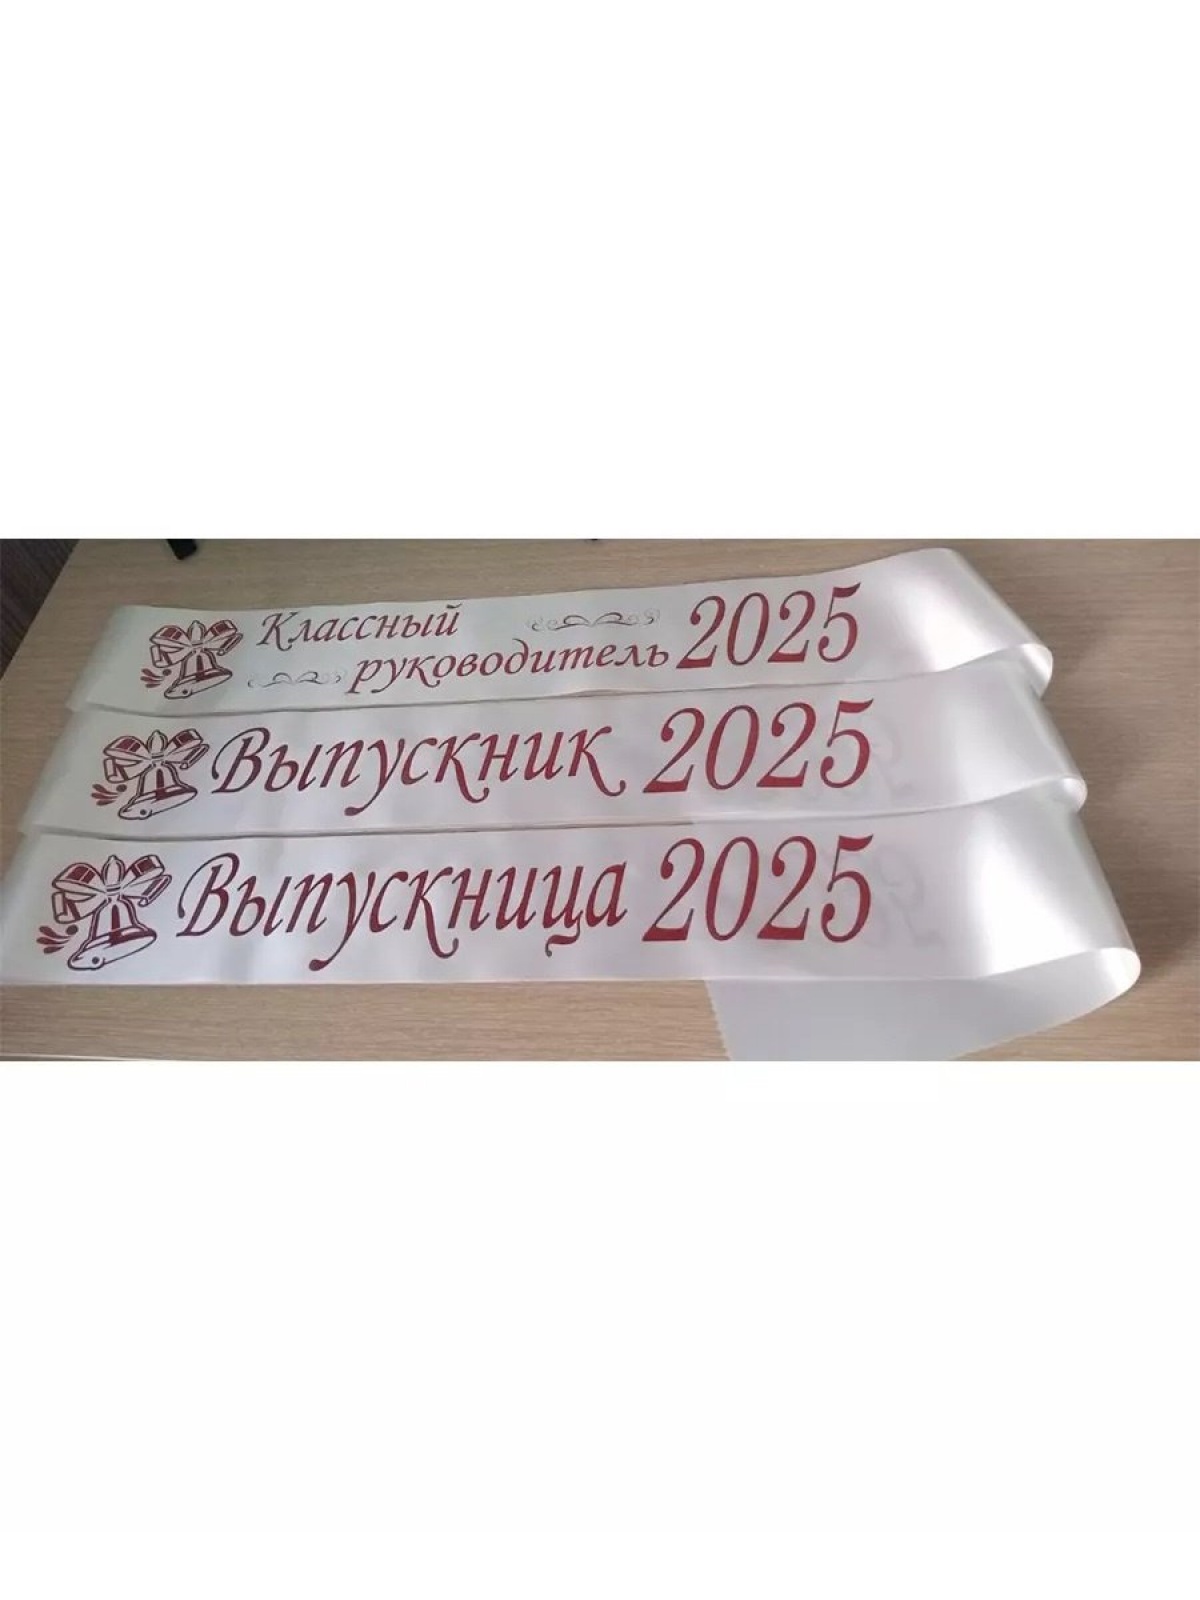 Классный
руководитель 2025
Выпускник 2025
Выпускница 2025